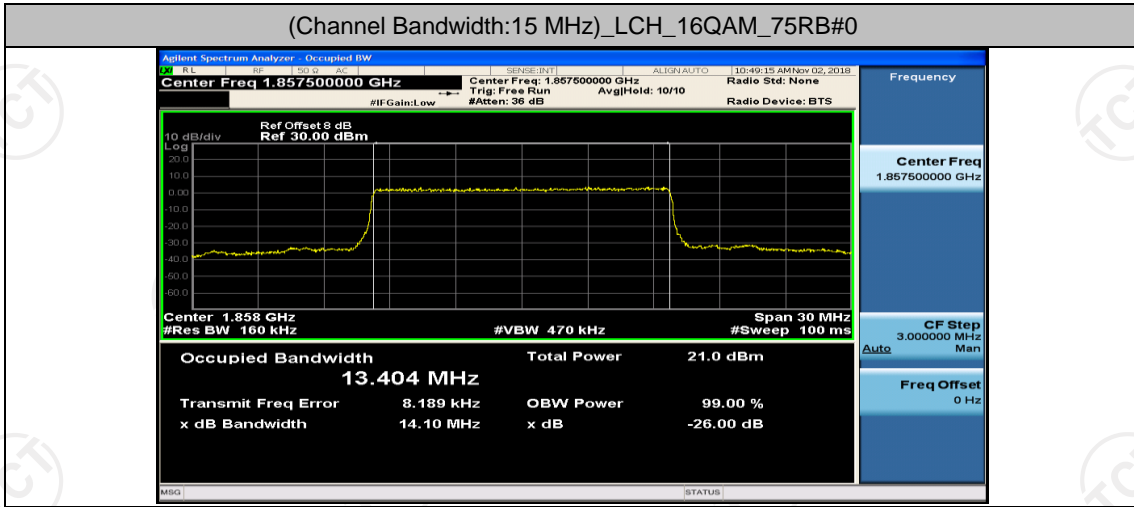 (Channel Bandwidth:15 MHz)_LCH_16QAM_75RB#0
Agilent Spectrum Analyzer - Occupied BW
LXI RL RF 50 Ω AC SENSE:INT ALIGN AUTO 10:49:15 AM Nov 02, 2018
Center Freq 1.857500000 GHz
Center Freq: 1.857500000 GHz Radio Std: None
Trig: Free Run Avg|Hold: 10/10
#IFGain:Low #Atten: 36 dB Radio Device: BTS
Ref Offset 8 dB
10 dB/div Ref 30.00 dBm
Log
20.0
10.0
0.00
-10.0
-20.0
-30.0
-40.0
-50.0
-60.0
Center 1.858 GHz Span 30 MHz
#Res BW 160 kHz #VBW 470 kHz #Sweep 100 ms
Occupied Bandwidth Total Power 21.0 dBm
13.404 MHz
Transmit Freq Error 8.189 kHz OBW Power 99.00 %
x dB Bandwidth 14.10 MHz x dB -26.00 dB
MSG STATUS
Frequency
Center Freq
1.857500000 GHz
CF Step
3.000000 MHz
Auto Man
Freq Offset
0 Hz
TCT
TCT
TCT
TCT